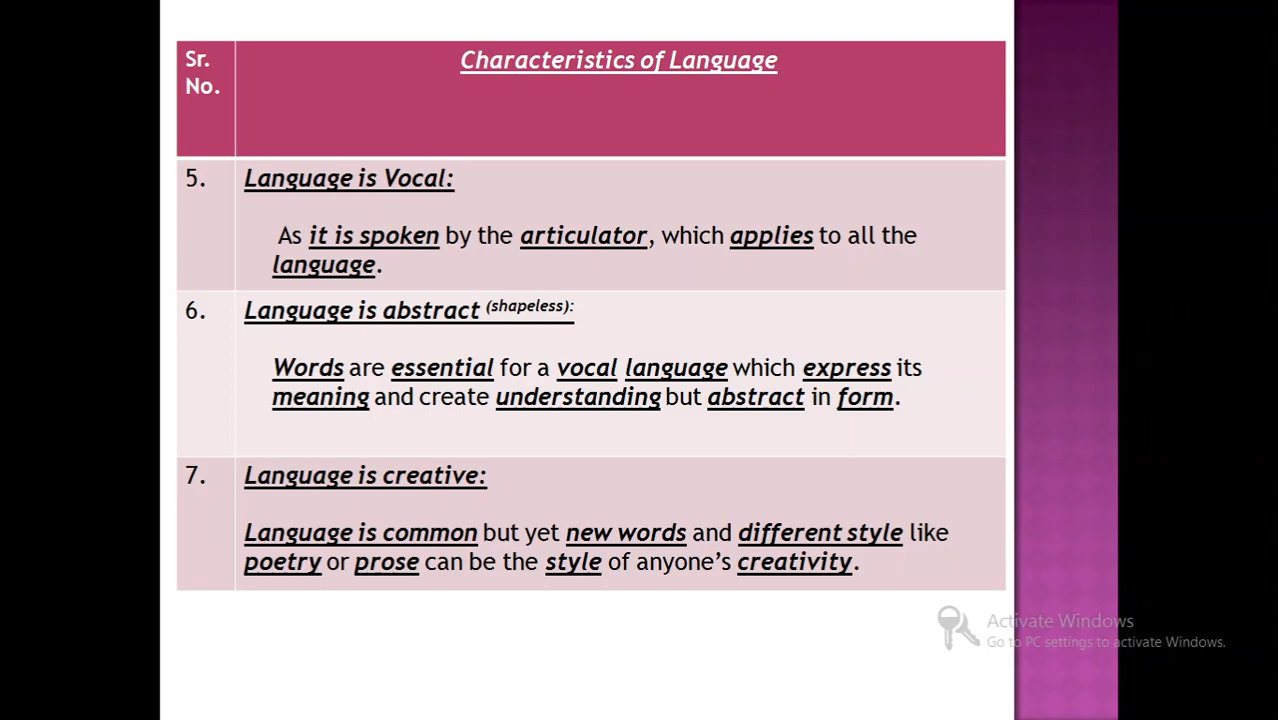 Sr. No.
Characteristics of Language
5.
Language is Vocal:
As it is spoken by the articulator, which applies to all the
language.
6.
Language is abstract (shapeless):
Words are essential for a vocal language which express its
meaning and create understanding but abstract in form.
7.
Language is creative:
Language is common but yet new words and different style like
poetry or prose can be the style of anyone's creativity.
Activate Windows
Go to PC settings to activate Windows.